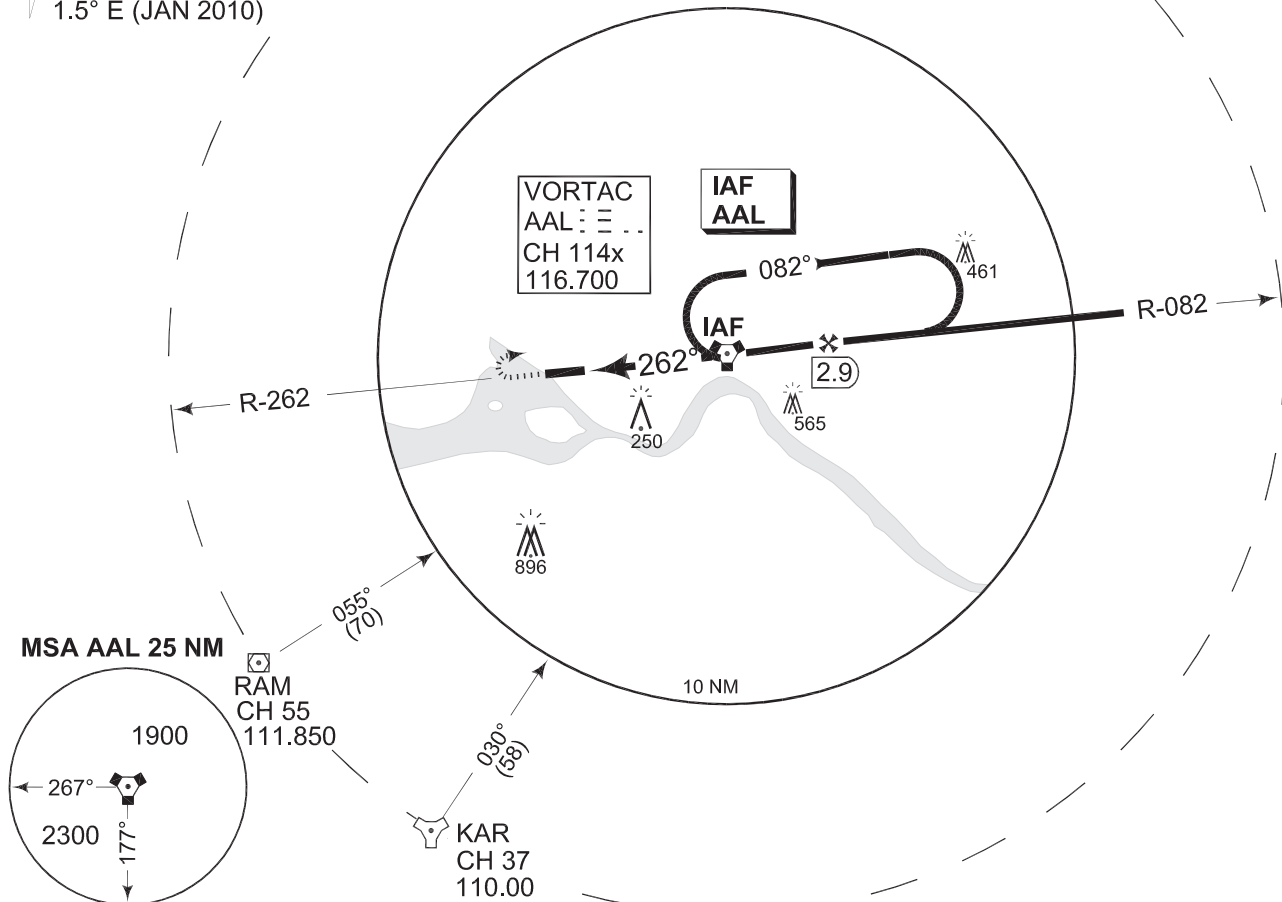 1.5° E (JAN 2010)
VORTAC
AAL
CH 114x
116.700
IAF
AAL
461
082°
R-082
IAF
262°
2.9
R-262
250
565
896
055°
(70)
MSA AAL 25 NM
RAM
CH 55
111.850
10 NM
1900
030°
(58)
267°
2300
177°
KAR
CH 37
110.00